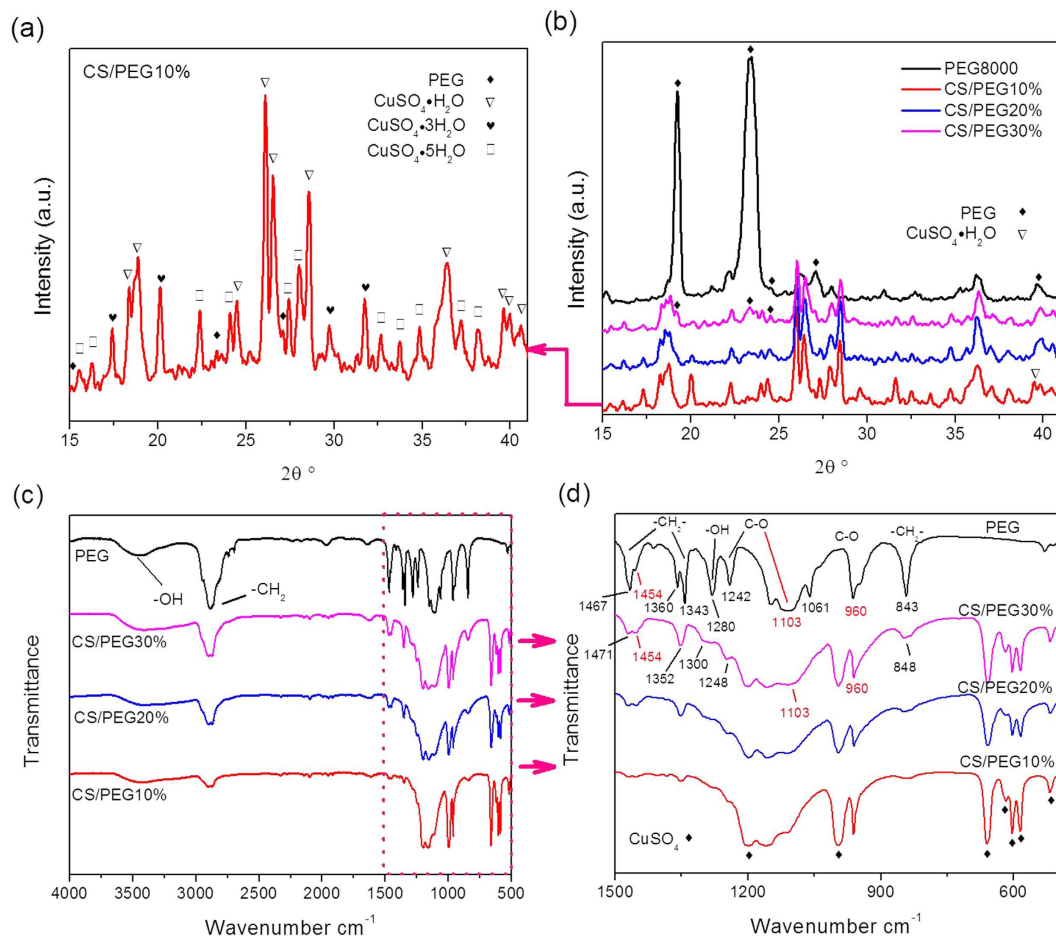 (a)
CS/PEG10%
PEG ♦
CuSO₄•H₂O ▽
CuSO₄•3H₂O ♥
CuSO₄•5H₂O □
Intensity (a.u.)
15 20 25 30 35 40
2θ °
(b)
PEG8000
CS/PEG10%
CS/PEG20%
CS/PEG30%
PEG ♦
CuSO₄•H₂O ▽
Intensity (a.u.)
15 20 25 30 35 40
2θ °
(c)
PEG
-OH
-CH₂
CS/PEG30%
CS/PEG20%
CS/PEG10%
Transmittance
4000 3500 3000 2500 2000 1500 1000 500
Wavenumber cm⁻¹
(d)
-CH₂-
-OH
C-O
C-O
-CH₂-
PEG
1467
1454
1360
1343
1280
1242
1103
1061
960
843
CS/PEG30%
1471
1454
1352
1300
1248
1103
960
848
CS/PEG20%
CS/PEG10%
CuSO₄ ♦
Transmittance
1500 1200 900 600
Wavenumber cm⁻¹